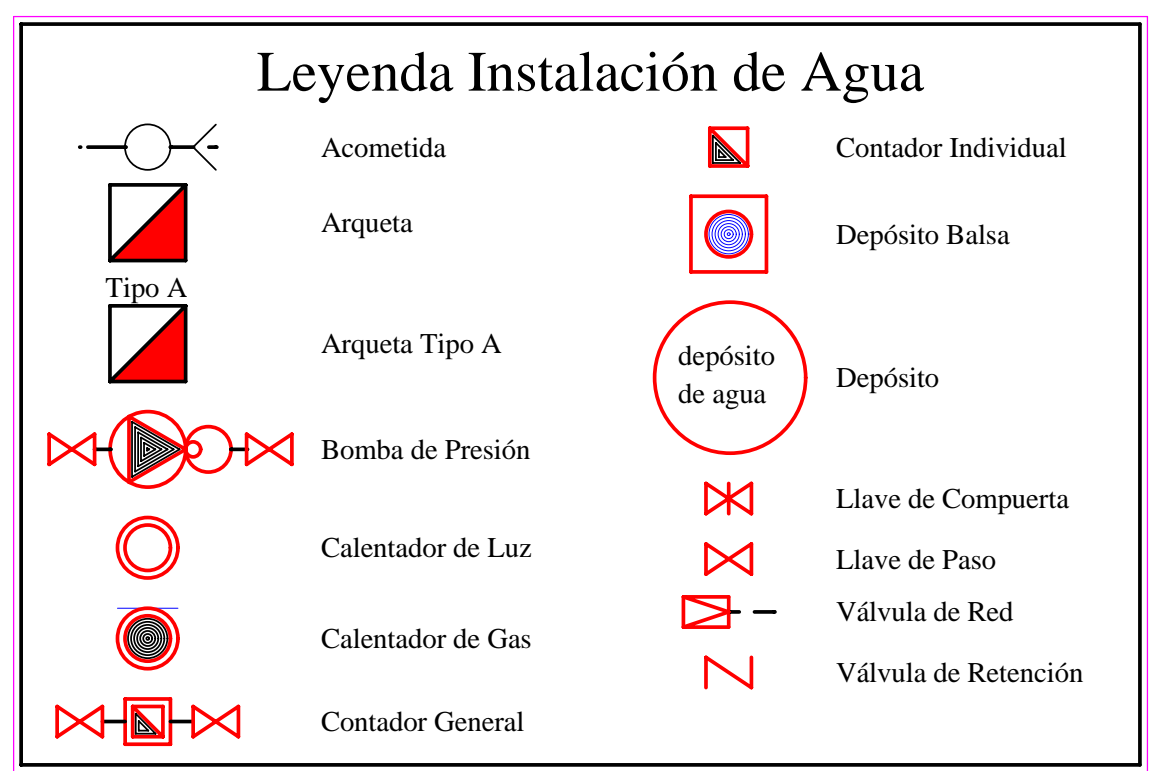 Leyenda Instalación de Agua
Acometida
Arqueta
Tipo A
Arqueta Tipo A
Bomba de Presión
Calentador de Luz
Calentador de Gas
Contador General
Contador Individual
Depósito Balsa
depósito
de agua
Depósito
Llave de Compuerta
Llave de Paso
Válvula de Red
Válvula de Retención